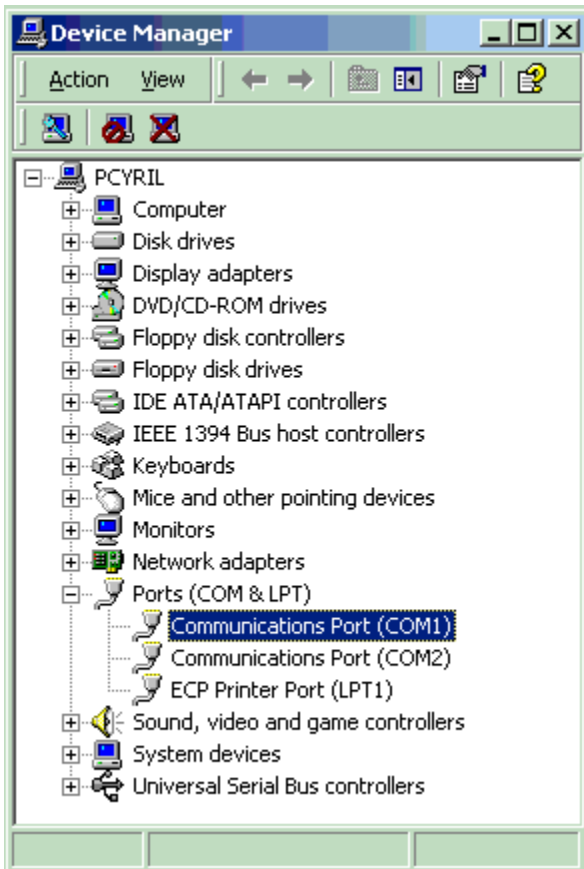 Device Manager
Action View
PCYRIL
Computer
Disk drives
Display adapters
DVD/CD-ROM drives
Floppy disk controllers
Floppy disk drives
IDE ATA/ATAPI controllers
IEEE 1394 Bus host controllers
Keyboards
Mice and other pointing devices
Monitors
Network adapters
Ports (COM & LPT)
Communications Port (COM1)
Communications Port (COM2)
ECP Printer Port (LPT1)
Sound, video and game controllers
System devices
Universal Serial Bus controllers